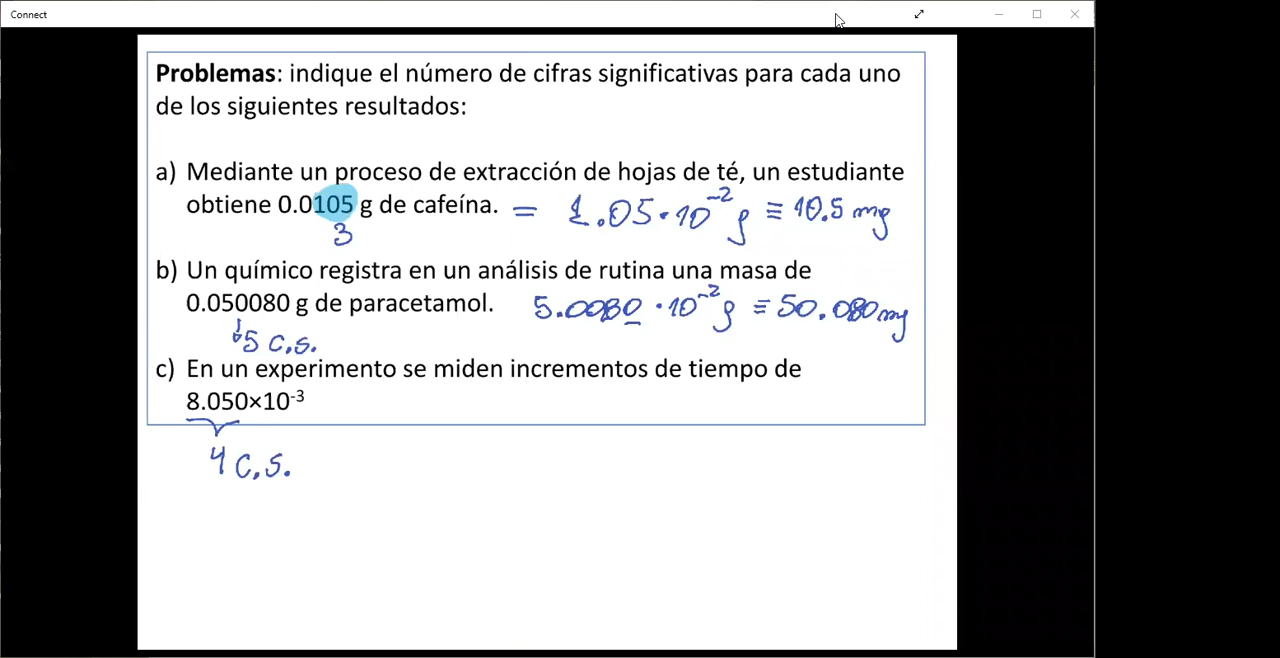 Connect
Problemas: indique el número de cifras significativas para cada uno
de los siguientes resultados:
a) Mediante un proceso de extracción de hojas de té, un estudiante
obtiene 0.0105 g de cafeína. = 1.05·10⁻² g ≡ 10.5 mg
3
b) Un químico registra en un análisis de rutina una masa de
0.050080 g de paracetamol. 5.0080 ·10⁻² g ≡ 50.080 mg
5 c.s.
c) En un experimento se miden incrementos de tiempo de
8.050×10⁻³
4 c.s.